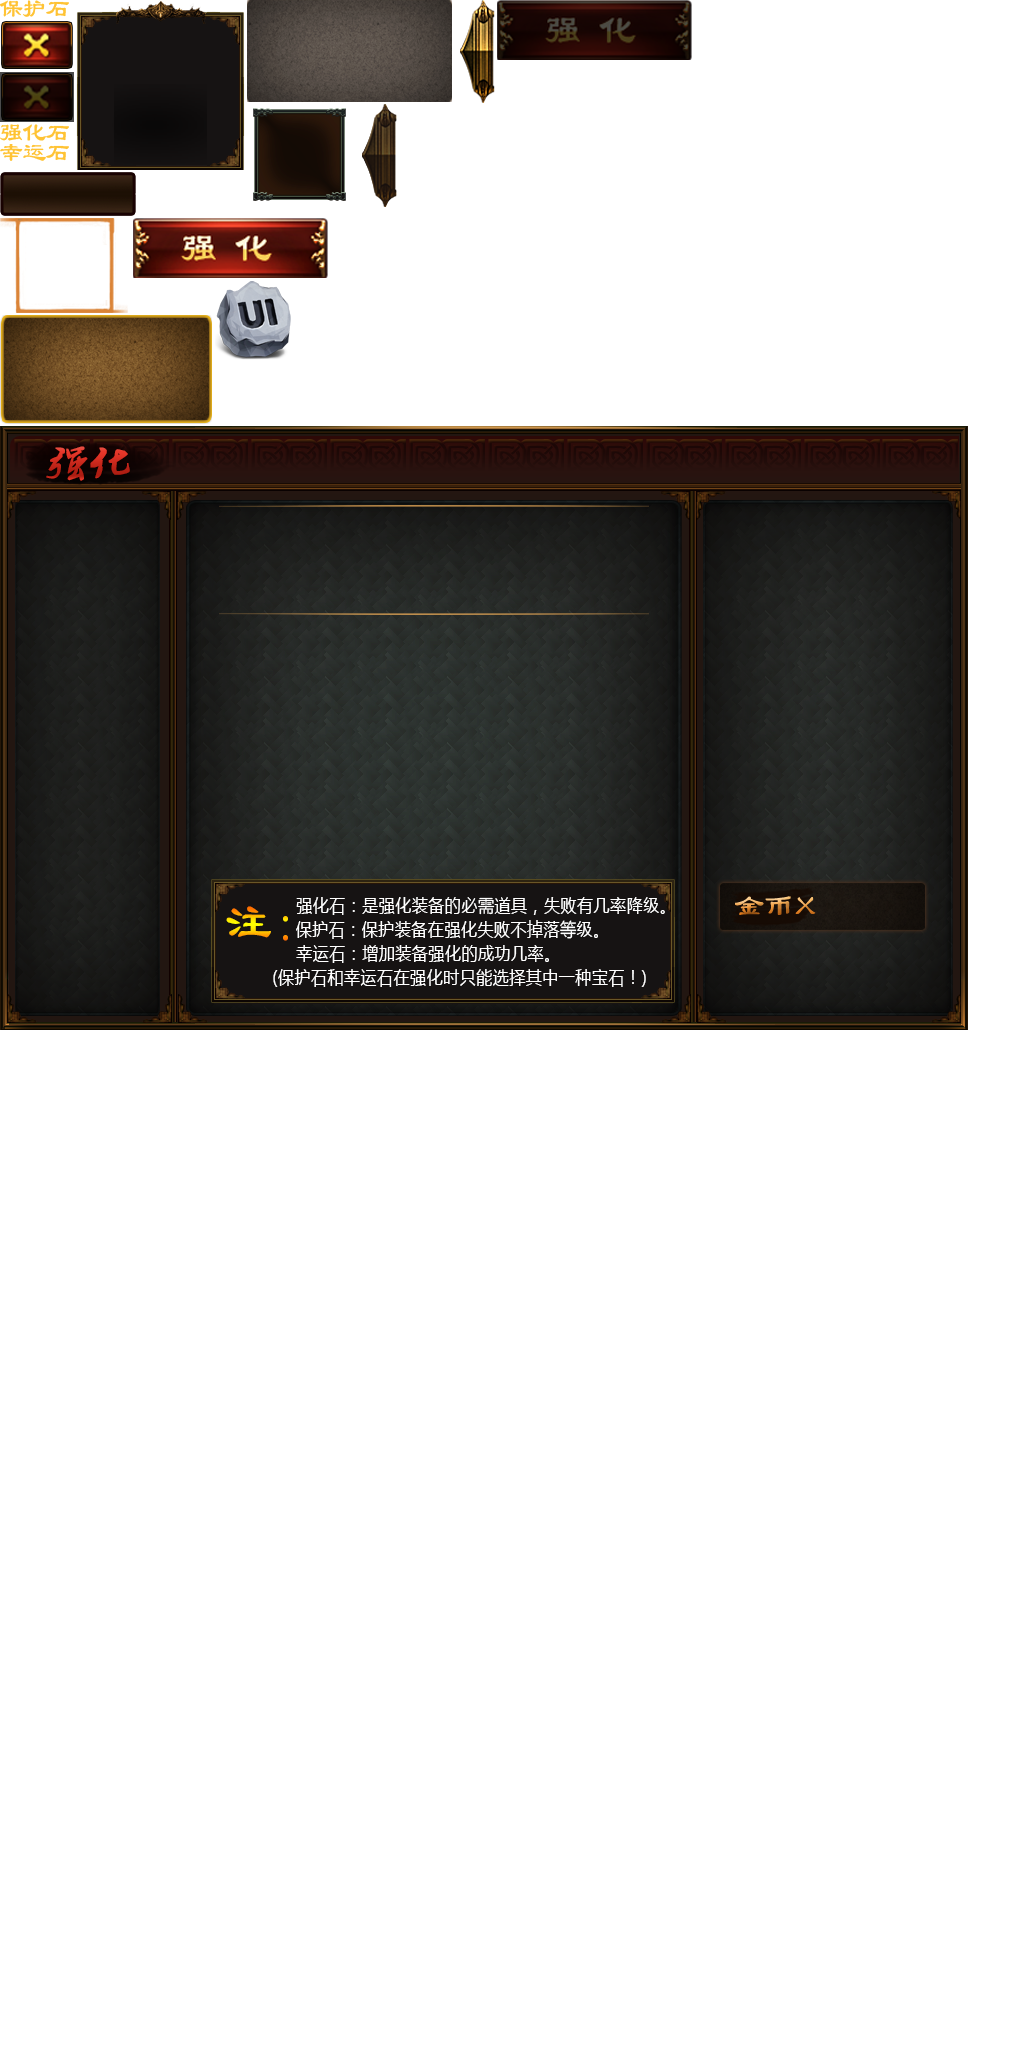 保护石
强化
强化石
幸运石
强化
UI
强化
注：
强化石：是强化装备的必需道具，失败有几率降级。
保护石：保护装备在强化失败不掉落等级。
幸运石：增加装备强化的成功几率。
(保护石和幸运石在强化时只能选择其中一种宝石！)
金币X